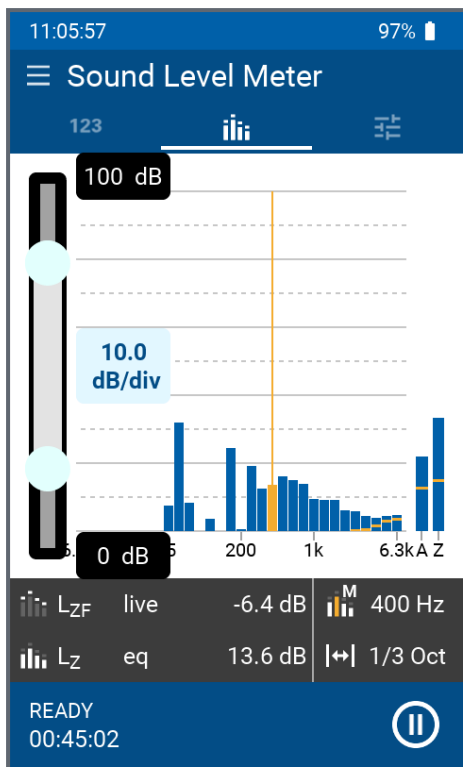 11:05:57 97%
Sound Level Meter
123
100 dB
10.0
dB/div
0 dB
200 1k 6.3k A Z
LZF live -6.4 dB M 400 Hz
LZ eq 13.6 dB 1/3 Oct
READY
00:45:02